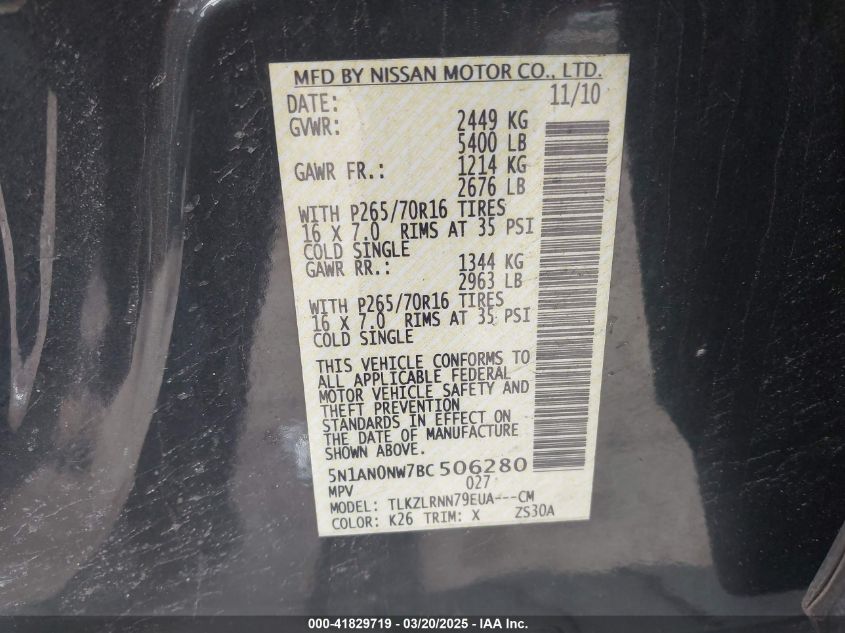 MFD BY NISSAN MOTOR CO., LTD.
DATE: 11/10
GVWR: 2449 KG
5400 LB
GAWR FR.: 1214 KG
2676 LB
WITH P265/70R16 TIRES
16 X 7.0 RIMS AT 35 PSI
COLD SINGLE
GAWR RR.: 1344 KG
2963 LB
WITH P265/70R16 TIRES
16 X 7.0 RIMS AT 35 PSI
COLD SINGLE
THIS VEHICLE CONFORMS TO
ALL APPLICABLE FEDERAL
MOTOR VEHICLE SAFETY AND
THEFT PREVENTION
STANDARDS IN EFFECT ON
THE DATE OF MANUFACTURE
SHOWN ABOVE.
5N1AN0NW7BC506280
MPV 027
MODEL: TLKZLRNN79EUA---CM
COLOR: K26 TRIM: X ZS30A
000-41829719 - 03/20/2025 - IAA Inc.